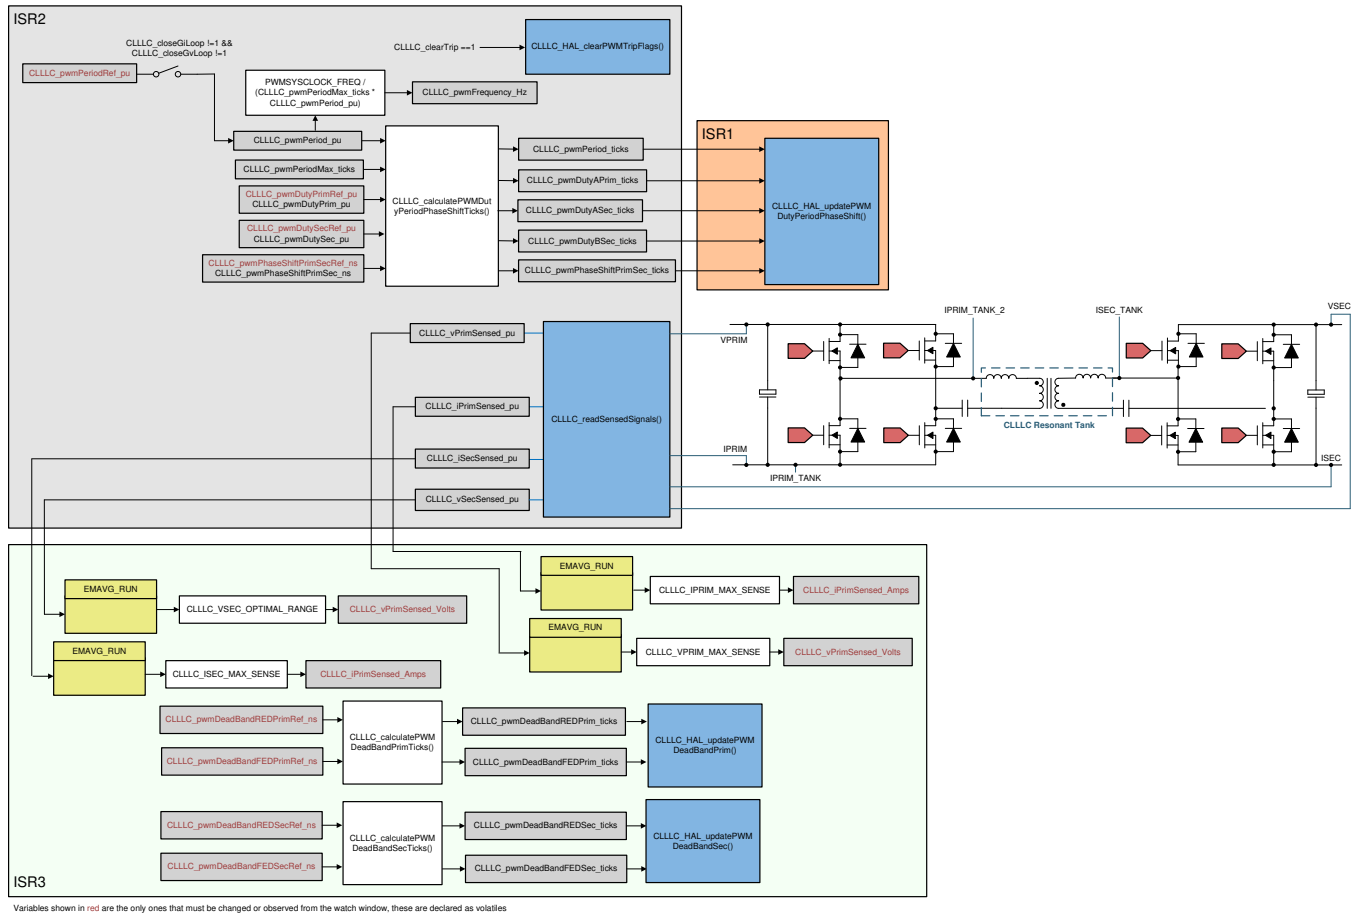 ISR2
CLLLC_closeGiLoop !=1 &&
CLLLC_closeGvLoop !=1
CLLLC_pwmPeriodRef_pu
CLLLC_clearTrip ==1
CLLLC_HAL_clearPWMTripFlags()
PWMSYSCLOCK_FREQ /
(CLLLC_pwmPeriodMax_ticks *
CLLLC_pwmPeriod_pu)
CLLLC_pwmFrequency_Hz
CLLLC_pwmPeriod_pu
CLLLC_pwmPeriodMax_ticks
CLLLC_pwmDutyPrimRef_pu
CLLLC_pwmDutyPrim_pu
CLLLC_pwmDutySecRef_pu
CLLLC_pwmDutySec_pu
CLLLC_pwmPhaseShiftPrimSecRef_ns
CLLLC_pwmPhaseShiftPrimSec_ns
CLLLC_calculatePWMDut
yPeriodPhaseShiftTicks()
CLLLC_pwmPeriod_ticks
CLLLC_pwmDutyAPrim_ticks
CLLLC_pwmDutyASec_ticks
CLLLC_pwmDutyBSec_ticks
CLLLC_pwmPhaseShiftPrimSec_ticks
ISR1
CLLLC_HAL_updatePWM
DutyPeriodPhaseShift()
CLLLC_vPrimSensed_pu
CLLLC_iPrimSensed_pu
CLLLC_iSecSensed_pu
CLLLC_vSecSensed_pu
CLLLC_readSensedSignals()
VPRIM
IPRIM
IPRIM_TANK
IPRIM_TANK_2
ISEC_TANK
VSEC
CLLLC Resonant Tank
ISEC
EMAVG_RUN
CLLLC_VSEC_OPTIMAL_RANGE
CLLLC_vPrimSensed_Volts
EMAVG_RUN
CLLLC_ISEC_MAX_SENSE
CLLLC_iPrimSensed_Amps
EMAVG_RUN
CLLLC_IPRIM_MAX_SENSE
CLLLC_iPrimSensed_Amps
EMAVG_RUN
CLLLC_VPRIM_MAX_SENSE
CLLLC_vPrimSensed_Volts
CLLLC_pwmDeadBandREDPrimRef_ns
CLLLC_pwmDeadBandFEDPrimRef_ns
CLLLC_calculatePWM
DeadBandPrimTicks()
CLLLC_pwmDeadBandREDPrim_ticks
CLLLC_pwmDeadBandFEDPrim_ticks
CLLLC_HAL_updatePWM
DeadBandPrim()
CLLLC_pwmDeadBandREDSecRef_ns
CLLLC_pwmDeadBandFEDSecRef_ns
CLLLC_calculatePWM
DeadBandSecTicks()
CLLLC_pwmDeadBandREDSec_ticks
CLLLC_pwmDeadBandFEDSec_ticks
CLLLC_HAL_updatePWM
DeadBandSec()
ISR3
Variables shown in red are the only ones that must be changed or observed from the watch window, these are declared as volatiles